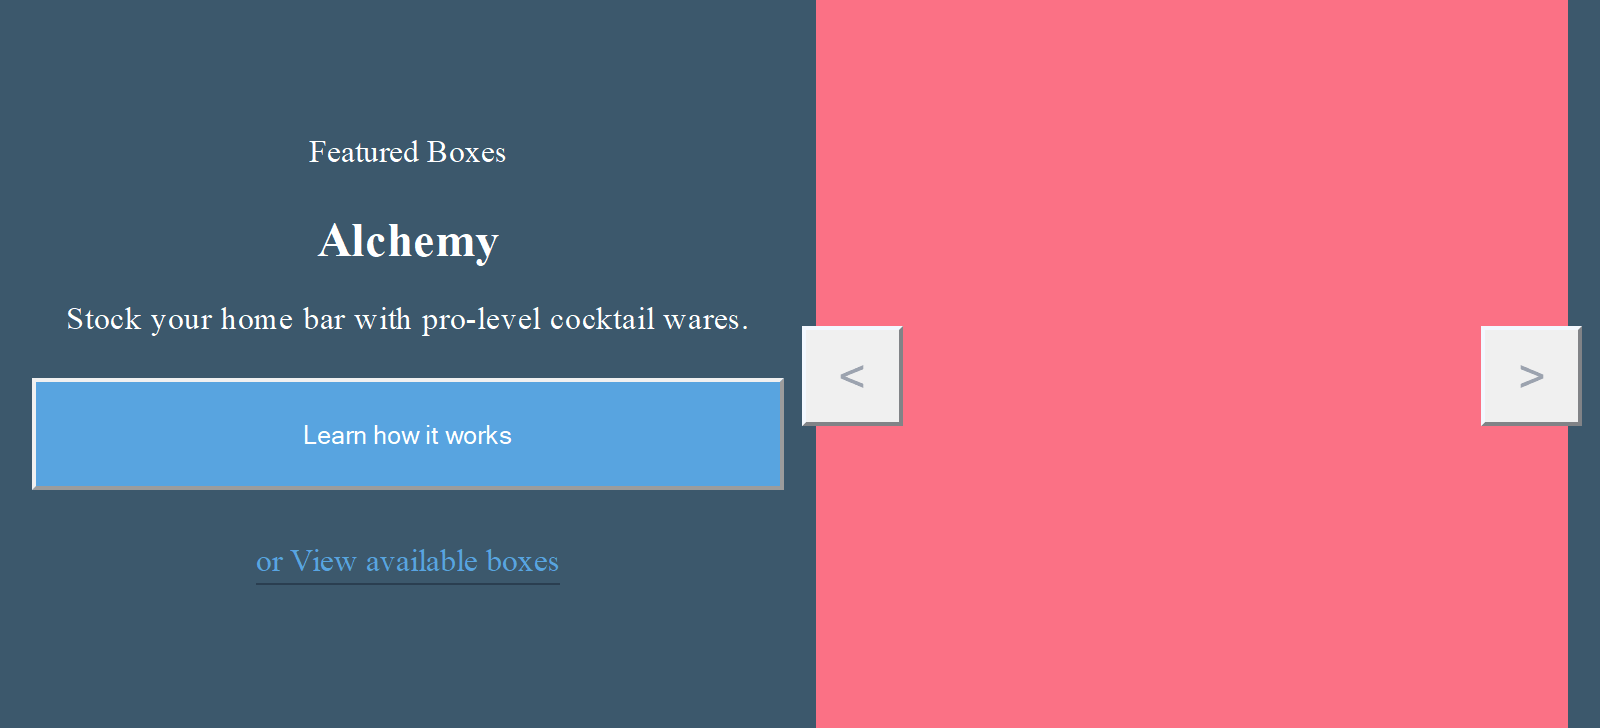 Featured Boxes
Alchemy
Stock your home bar with pro-level cocktail wares.
<
>
Learn how it works
or View available boxes